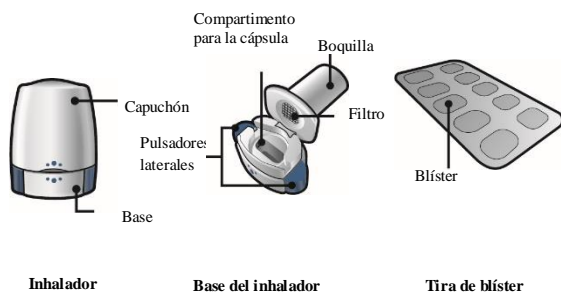 Compartimento
para la cápsula
Boquilla
Capuchón
Filtro
Pulsadores
laterales
Blíster
Base
Inhalador
Base del inhalador
Tira de blíster